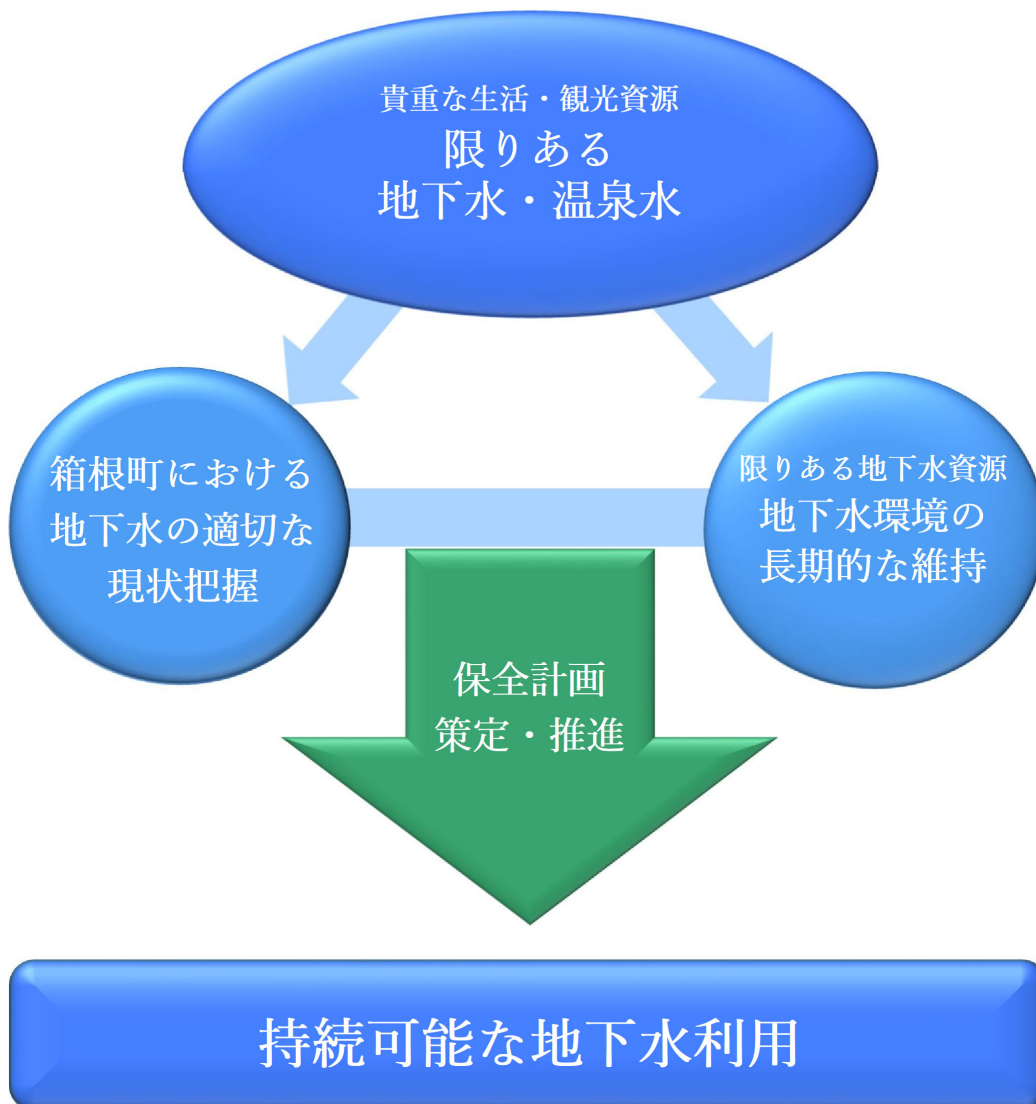 貴重な生活・観光資源
限りある
地下水・温泉水
箱根町における
地下水の適切な
現状把握
限りある地下水資源
地下水環境の
長期的な維持
保全計画
策定・推進
持続可能な地下水利用